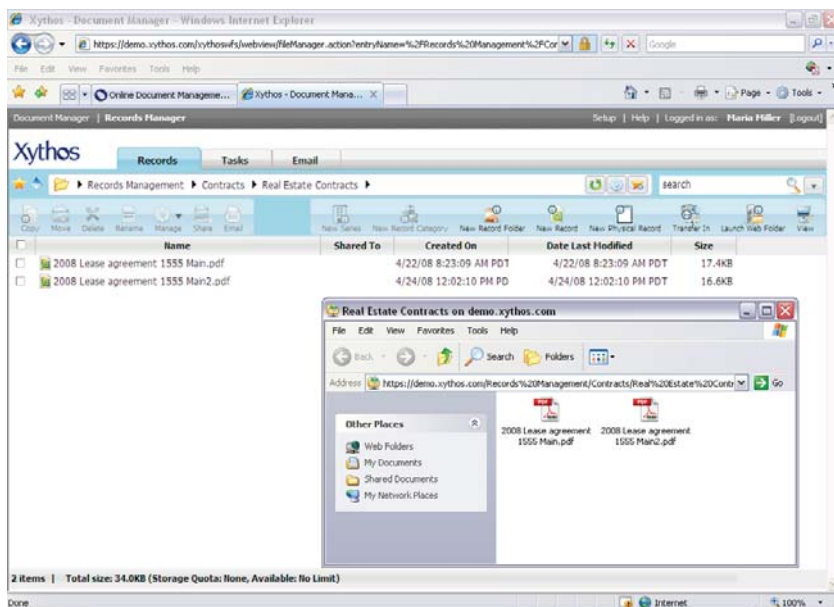 Xythos - Document Manager - Windows Internet Explorer
https://demo.xythos.com/xythoswfs/webview/fileManager.action?entryName=%2FRecords%20Management%2FCor
Google
File Edit View Favorites Tools Help
Online Document Manageme... Xythos - Document Mana... Page Tools
Document Manager | Records Manager Setup | Help | Logged in as: Maria Miller [Logout]
Xythos Records Tasks Email
Records Management Contracts Real Estate Contracts search
Copy Move Delete Rename Manage Share Email New Series New Record Category New Record Folder New Record New Physical Record Transfer In Launch Web Folder View
Name Shared To Created On Date Last Modified Size
2008 Lease agreement 1555 Main.pdf 4/22/08 8:23:09 AM PDT 4/22/08 8:23:09 AM PDT 17.4KB
2008 Lease agreement 1555 Main2.pdf 4/24/08 12:02:10 PM PD 4/24/08 12:02:10 PM PDT 16.6KB
Real Estate Contracts on demo.xythos.com
File Edit View Favorites Tools Help
Back Search Folders
Address https://demo.xythos.com/Records%20Management/Contracts/Real%20Estate%20Contr Go
Other Places
Web Folders
My Documents
Shared Documents
My Network Places
2008 Lease agreement 1555 Main.pdf
2008 Lease agreement 1555 Main2.pdf
2 items | Total size: 34.0KB (Storage Quota: None, Available: No Limit)
Done Internet 100%